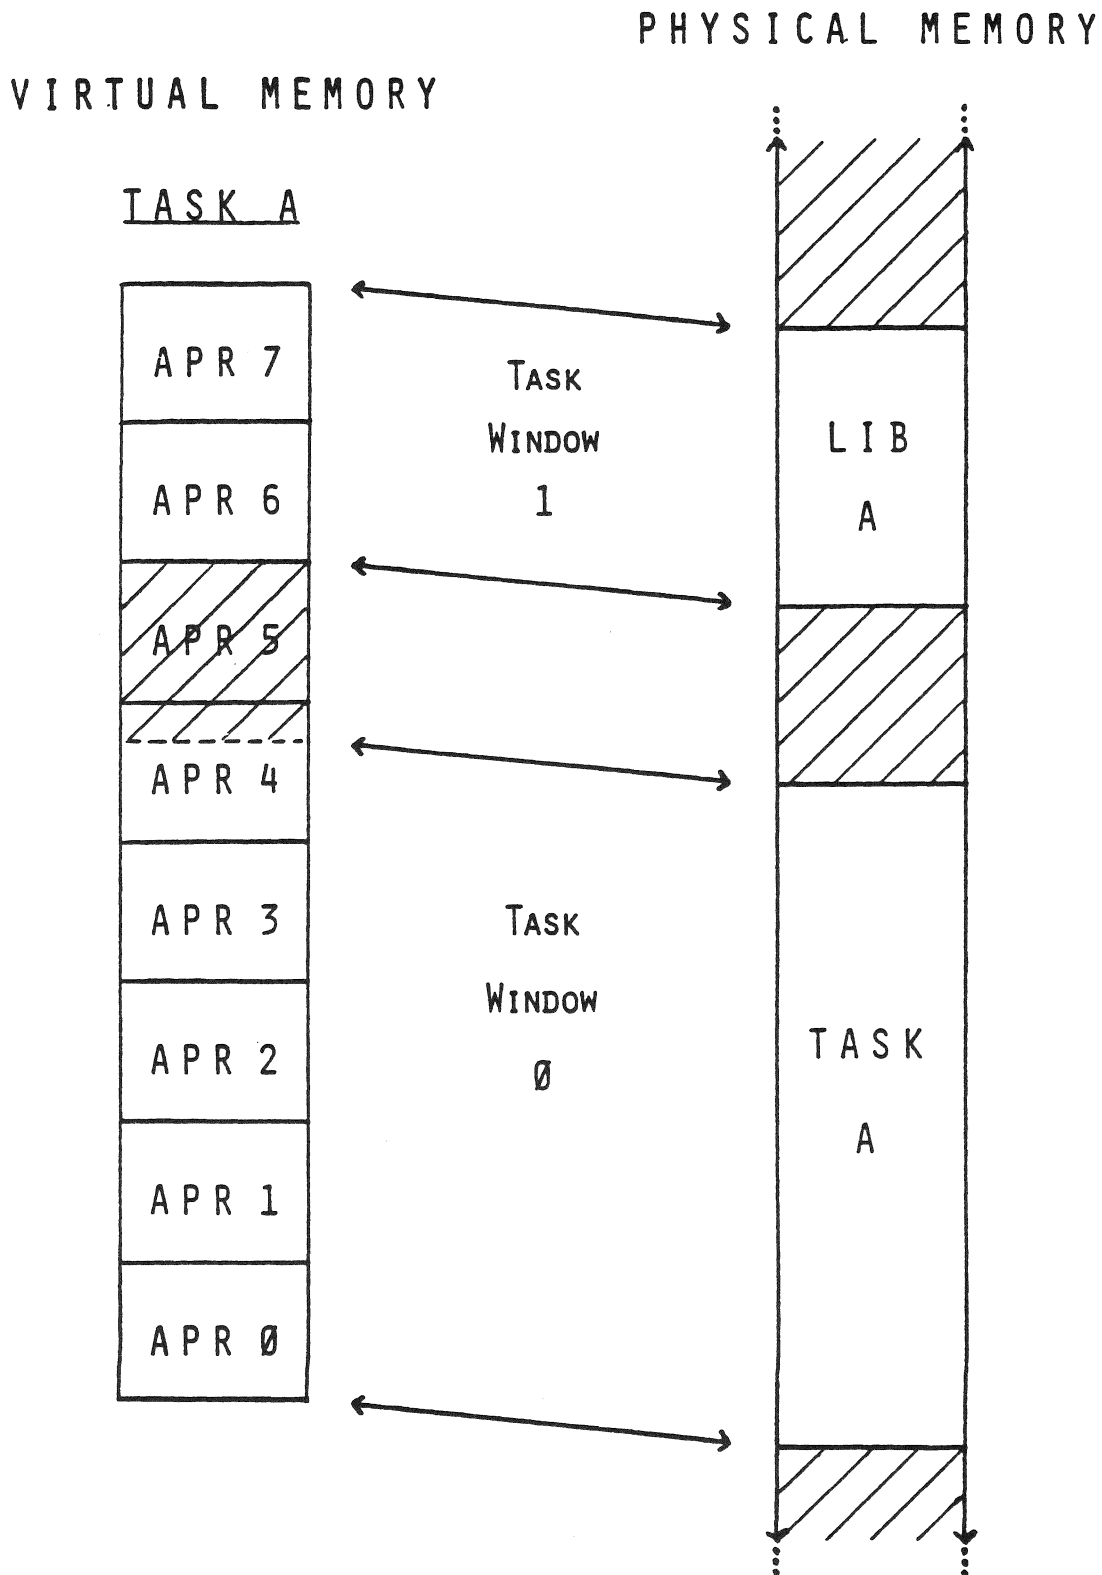 PHYSICAL MEMORY
VIRTUAL MEMORY
TASK A
APR 7
APR 6
APR 5
APR 4
APR 3
APR 2
APR 1
APR Ø
TASK
WINDOW
1
TASK
WINDOW
Ø
LIB
A
TASK
A